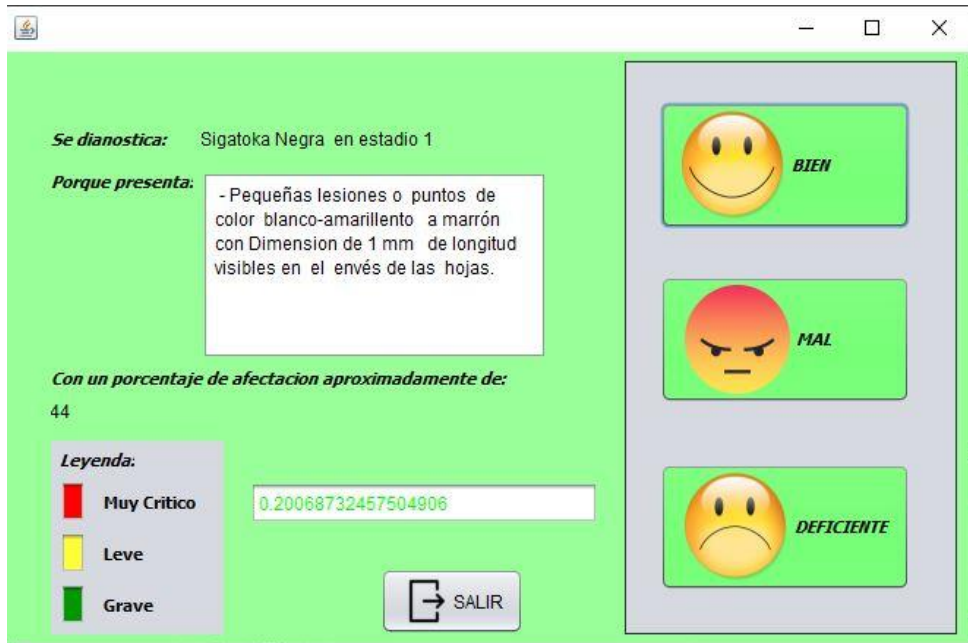 Se dianostica: Sigatoka Negra en estadio 1
Porque presenta:
- Pequeñas lesiones o puntos de
color blanco-amarillento a marrón
con Dimension de 1 mm de longitud
visibles en el envés de las hojas.
Con un porcentaje de afectacion aproximadamente de:
44
Leyenda:
Muy Critico
Leve
Grave
0.20068732457504906
SALIR
BIEN
MAL
DEFICIENTE